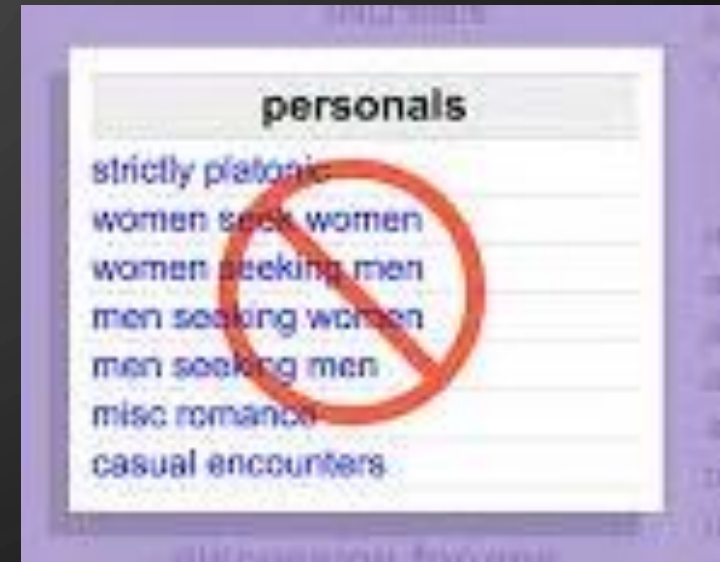 personals
strictly platonic
women seek women
women seeking men
men seeking women
men seeking men
misc romance
casual encounters